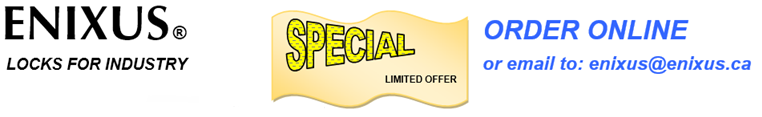 ENIXUS®
LOCKS FOR INDUSTRY
SPECIAL
LIMITED OFFER
ORDER ONLINE
or email to: enixus@enixus.ca